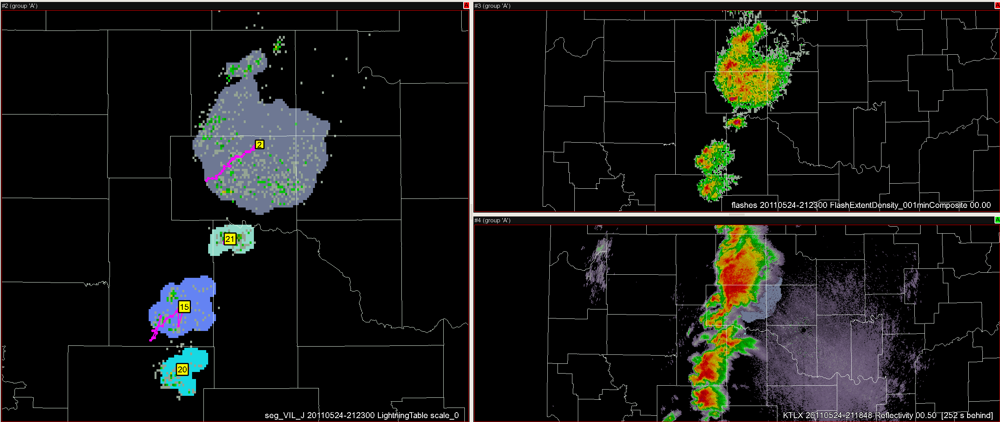 #2 (group 'A')
A
2
21
15
20
seg_VIL_J 20110524-212300 LightningTable scale_0
#3 (group 'A')
A
flashes 20110524-212300 FlashExtentDensity_001minComposite 00.00
#4 (group 'A')
A
KTLX 20110524-211848 Reflectivity 00.50 [252 s behind]